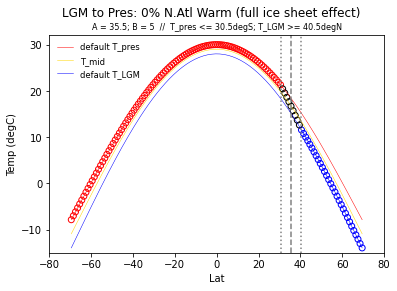 LGM to Pres: 0% N.Atl Warm (full ice sheet effect)
A = 35.5; B = 5  //  T_pres <= 30.5degS; T_LGM >= 40.5degN
default T_pres
T_mid
default T_LGM
30
20
10
0
−10
Temp (degC)
−80 −60 −40 −20 0 20 40 60 80
Lat